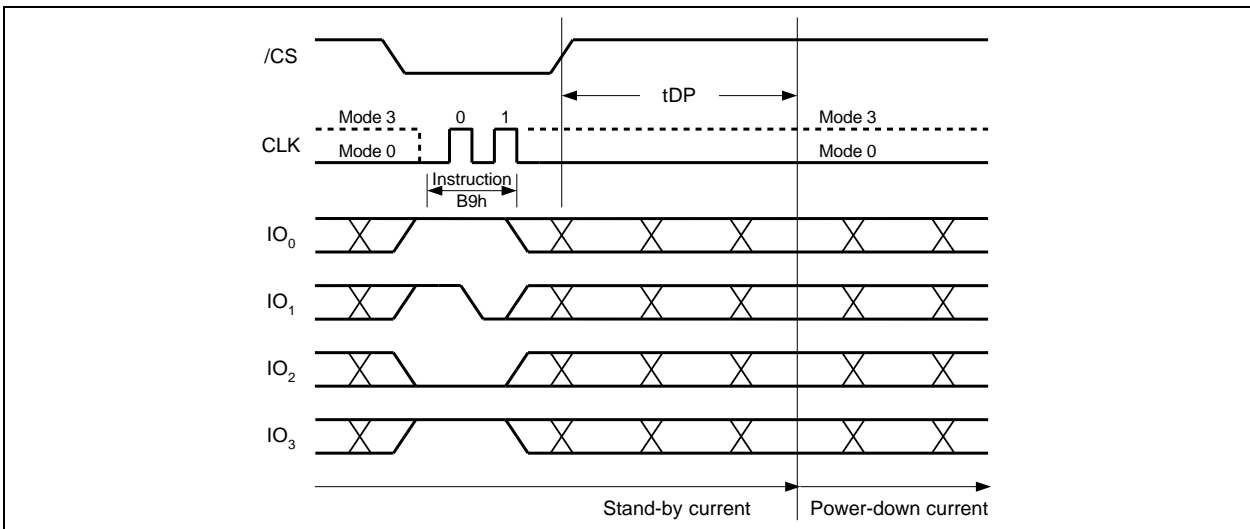 /CS
tDP
Mode 3 0 1 Mode 3
CLK
Mode 0 Mode 0
Instruction
B9h
IO0
IO1
IO2
IO3
Stand-by current Power-down current